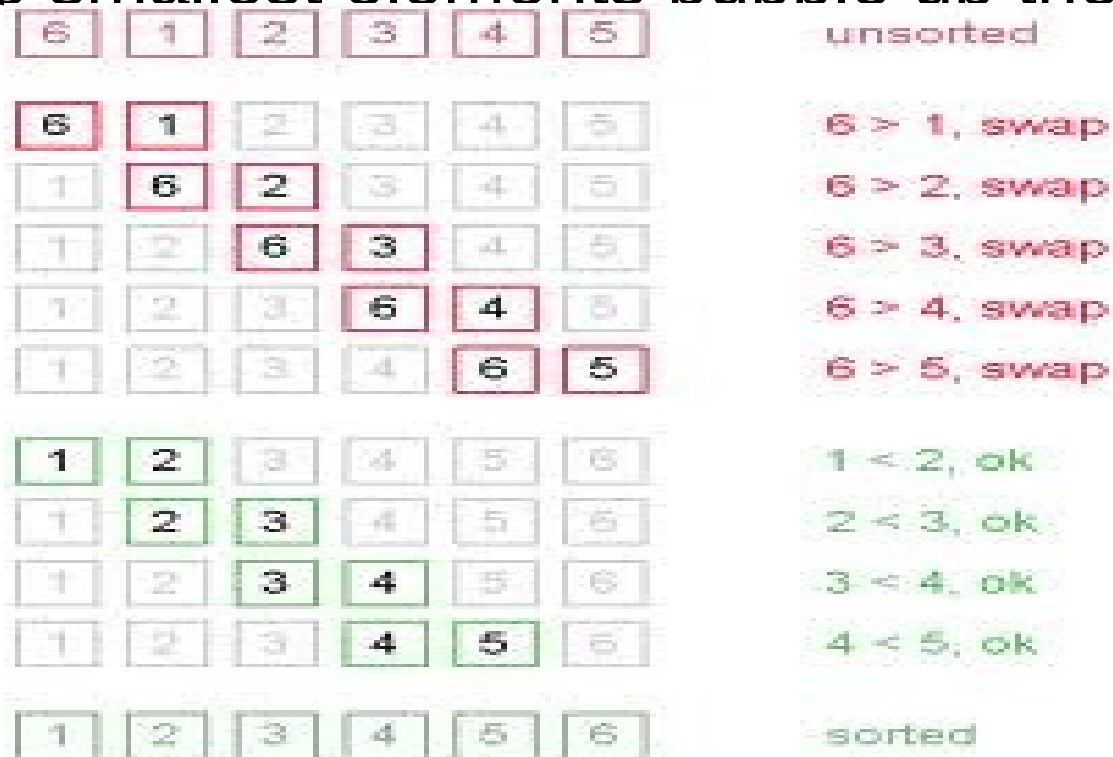 smallest elements bubble
6 1 2 3 4 5 unsorted
6 1 2 3 4 5 6 > 1, swap
1 6 2 3 4 5 6 > 2, swap
1 2 6 3 4 5 6 > 3, swap
1 2 3 6 4 5 6 > 4, swap
1 2 3 4 6 5 6 > 5, swap
1 2 3 4 5 6 1 < 2, ok
1 2 3 4 5 6 2 < 3, ok
1 2 3 4 5 6 3 < 4, ok
1 2 3 4 5 6 4 < 5, ok
1 2 3 4 5 6 sorted